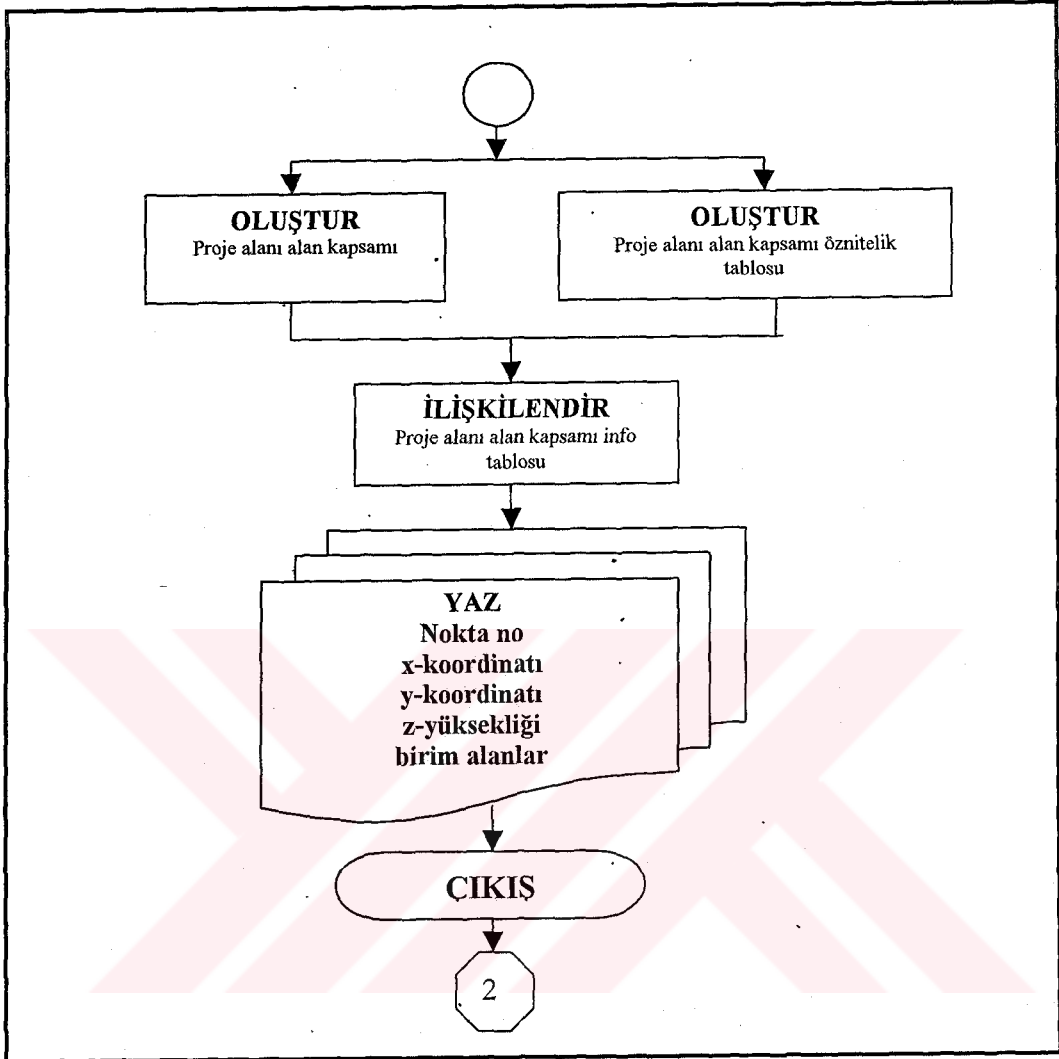 OLUŞTUR
Proje alanı alan kapsamı
OLUŞTUR
Proje alanı alan kapsamı öznitelik
tablosu
İLİŞKİLENDİR
Proje alanı alan kapsamı info
tablosu
YAZ
Nokta no
x-koordinatı
y-koordinatı
z-yüksekliği
birim alanlar
ÇIKIŞ
2